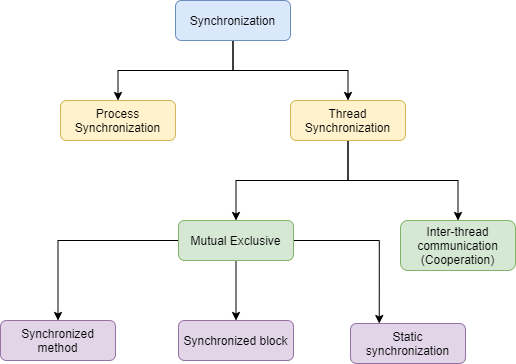 Synchronization
Process
Synchronization
Thread
Synchronization
Mutual Exclusive
Inter-thread
communication
(Cooperation)
Synchronized
method
Synchronized block
Static
synchronization